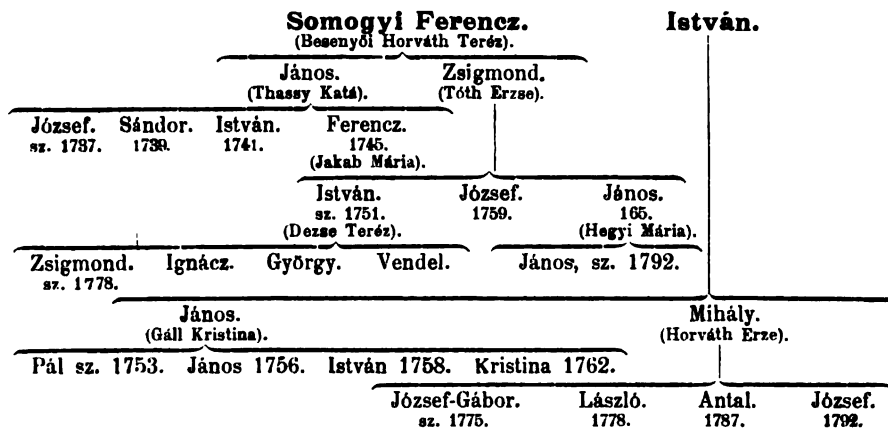 Somogyi Ferencz. István.
(Besenyői Horváth Teréz).
János. Zsigmond.
(Thassy Kata). (Tóth Erzse).
József. Sándor. István. Ferencz.
sz. 1737. 1739. 1741. 1745.
(Jakab Mária).
István. József. János.
sz. 1751. 1759. 165.
(Dezse Teréz). (Hegyi Mária).
Zsigmond. Ignácz. György. Vendel. János, sz. 1792.
sz. 1778.
János. Mihály.
(Gáll Kristina). (Horváth Erze).
Pál sz. 1753. János 1756. István 1758. Kristina 1762.
József-Gábor. László. Antal. József.
sz. 1775. 1778. 1787. 1792.